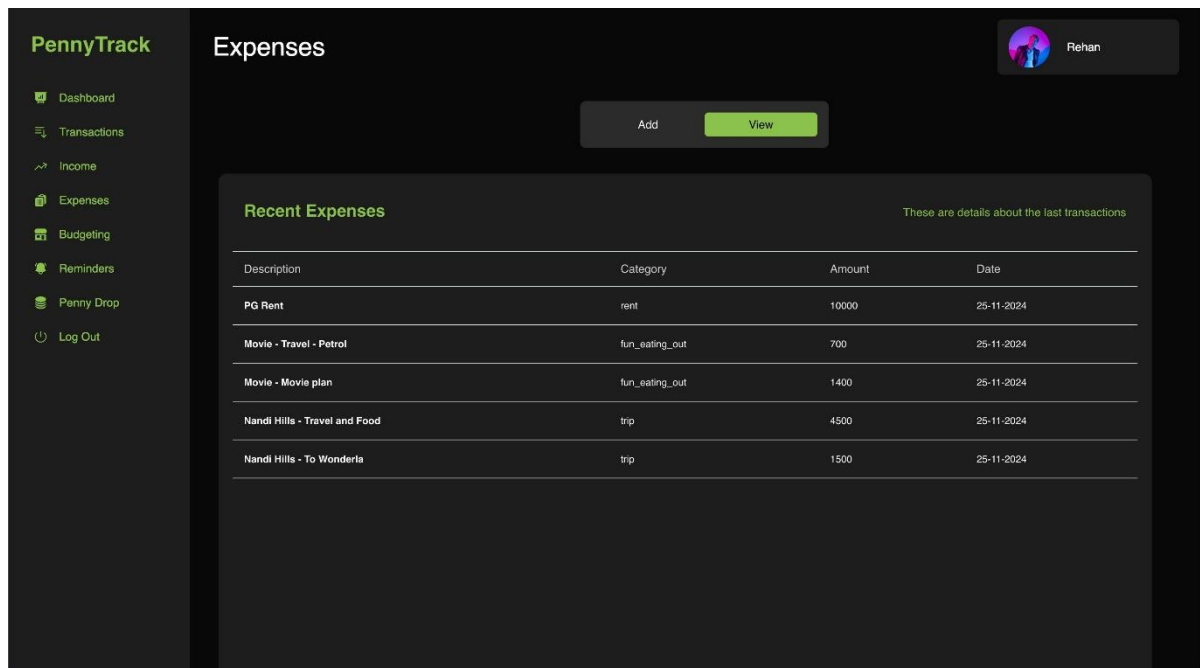 PennyTrack
Dashboard
Transactions
Income
Expenses
Budgeting
Reminders
Penny Drop
Log Out
Expenses
Rehan
Add View
Recent Expenses These are details about the last transactions
Description Category Amount Date
PG Rent rent 10000 25-11-2024
Movie - Travel - Petrol fun_eating_out 700 25-11-2024
Movie - Movie plan fun_eating_out 1400 25-11-2024
Nandi Hills - Travel and Food trip 4500 25-11-2024
Nandi Hills - To Wonderla trip 1500 25-11-2024